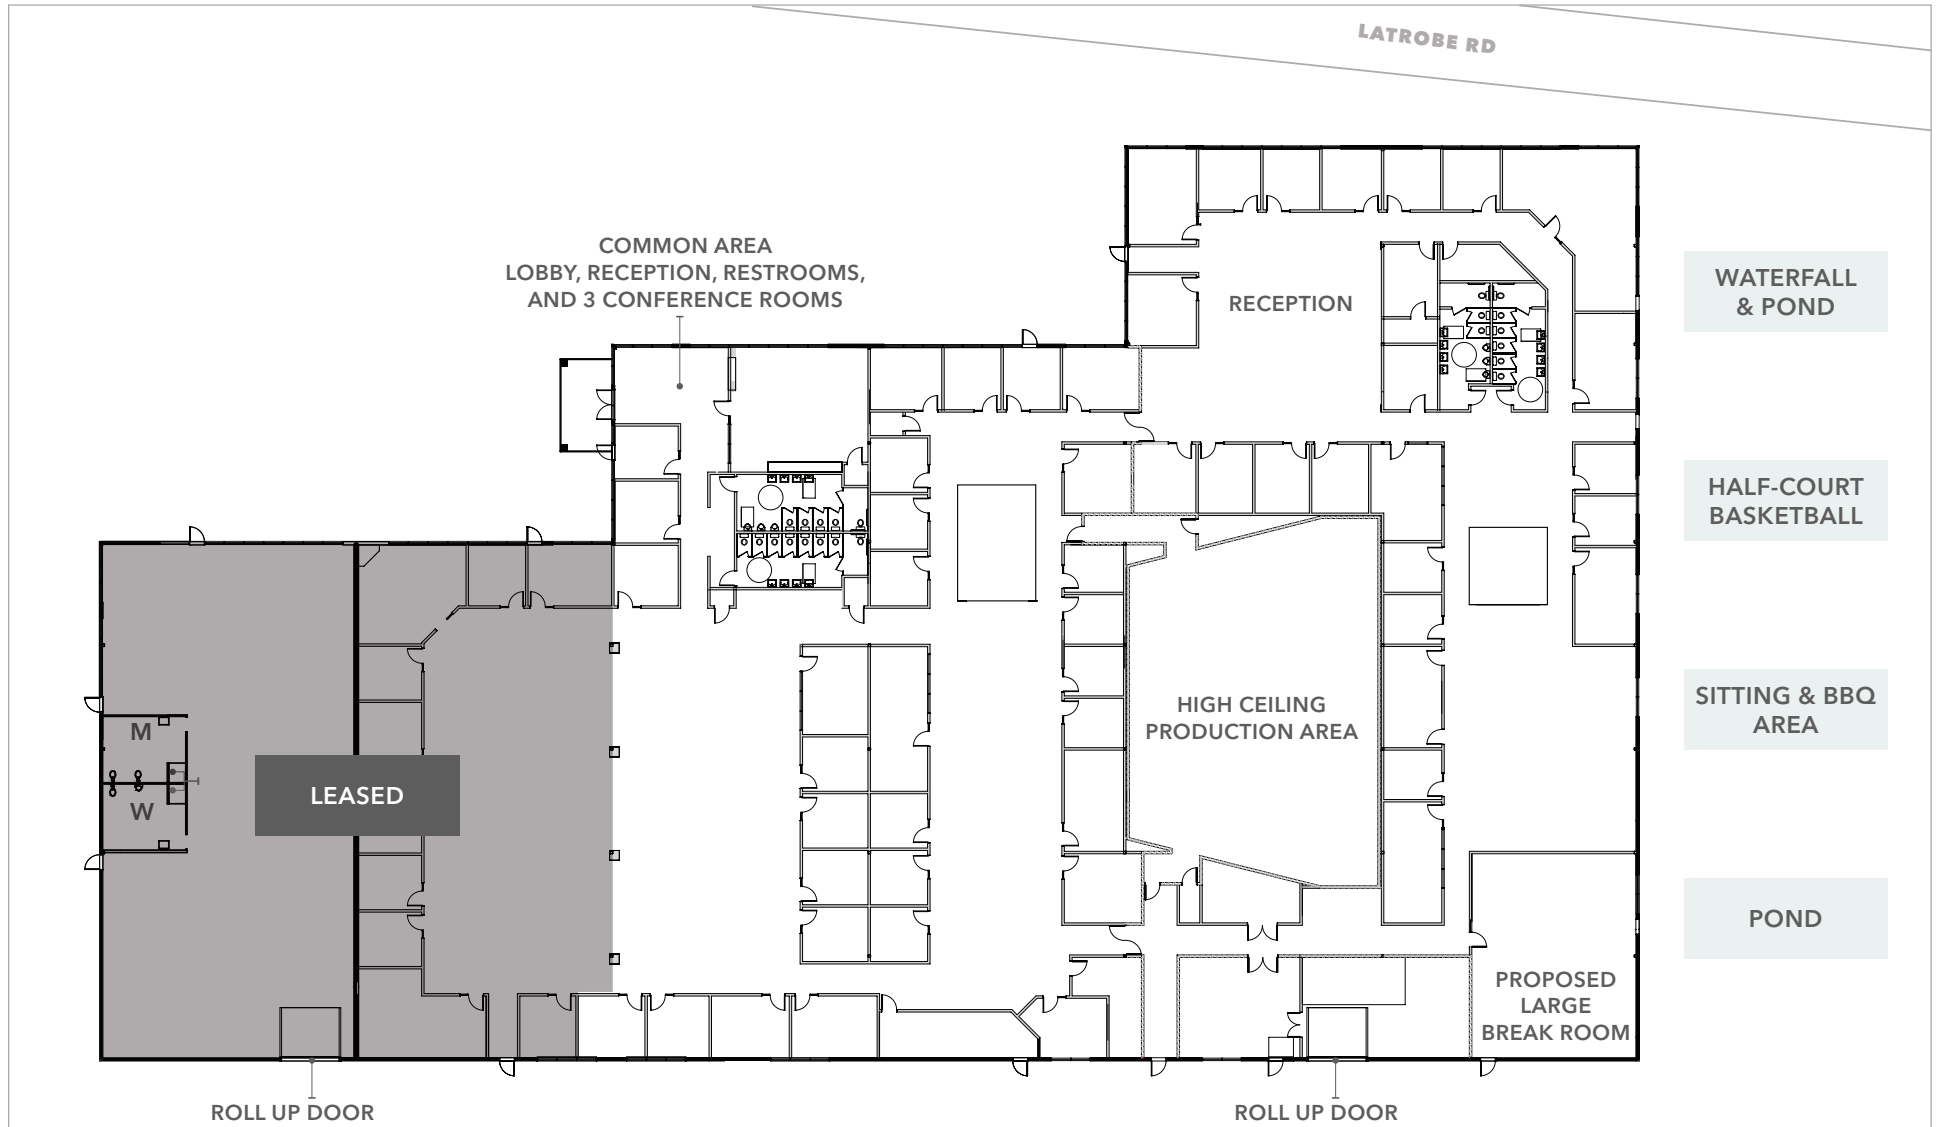 LATROBE RD
COMMON AREA
LOBBY, RECEPTION, RESTROOMS,
AND 3 CONFERENCE ROOMS
RECEPTION
WATERFALL
& POND
HALF-COURT
BASKETBALL
SITTING & BBQ
AREA
HIGH CEILING
PRODUCTION AREA
M
LEASED
W
POND
PROPOSED
LARGE
BREAK ROOM
ROLL UP DOOR
ROLL UP DOOR